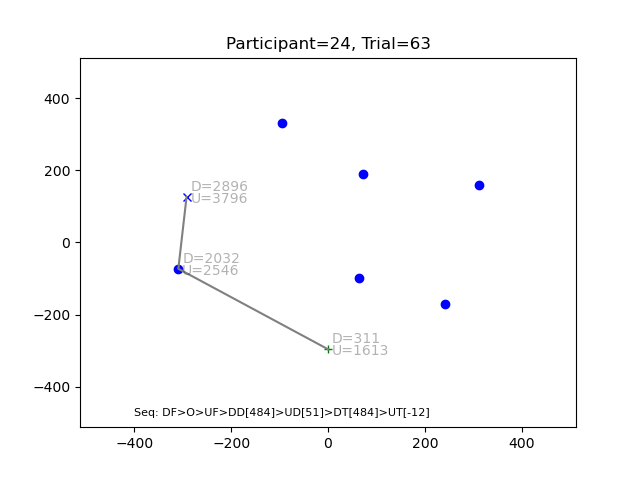 Participant=24, Trial=63
400
200
0
−200
−400
D=2896
U=3796
D=2032
U=2546
D=311
U=1613
Seq: DF>O>UF>DD[484]>UD[51]>DT[484]>UT[-12]
−400 −200 0 200 400